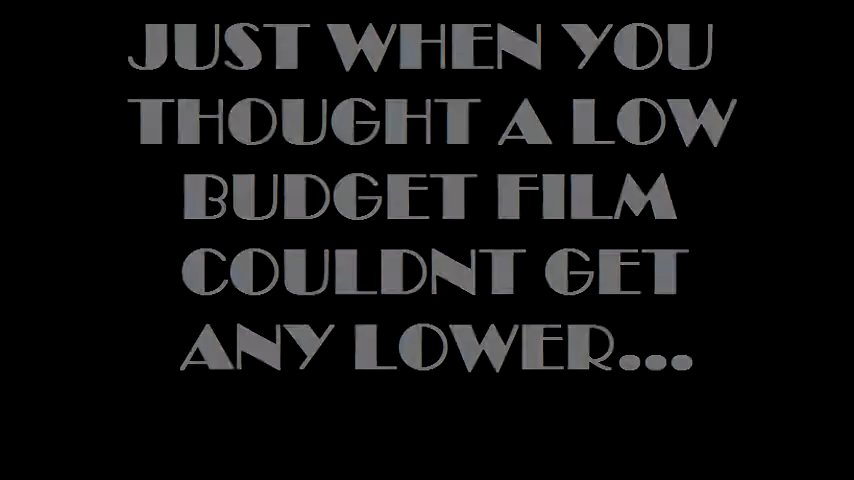 JUST WHEN YOU
THOUGHT A LOW
BUDGET FILM
COULDNT GET
ANY LOWER...